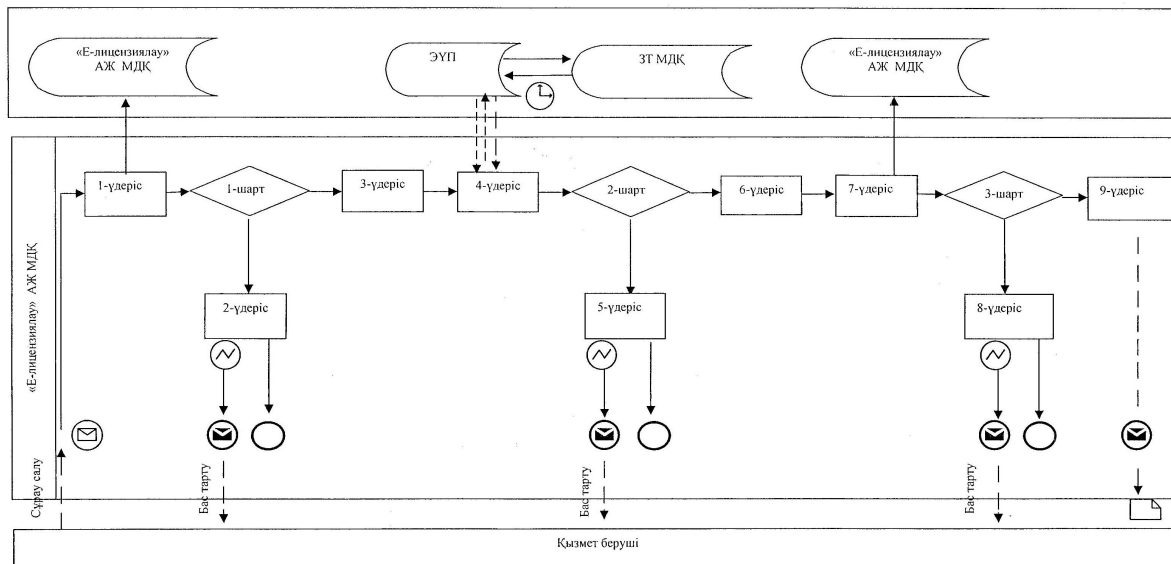 «Е-лицензиялау»
АЖ МДҚ
ЭҮП
ЗТ МДҚ
«Е-лицензиялау»
АЖ МДҚ
«Е-лицензиялау» АЖ МДҚ
1-үдеріс
1-шарт
3-үдеріс
4-үдеріс
2-шарт
6-үдеріс
7-үдеріс
3-шарт
9-үдеріс
2-үдеріс
5-үдеріс
8-үдеріс
Сұрау салу
Бас тарту
Бас тарту
Бас тарту
Қызмет беруші